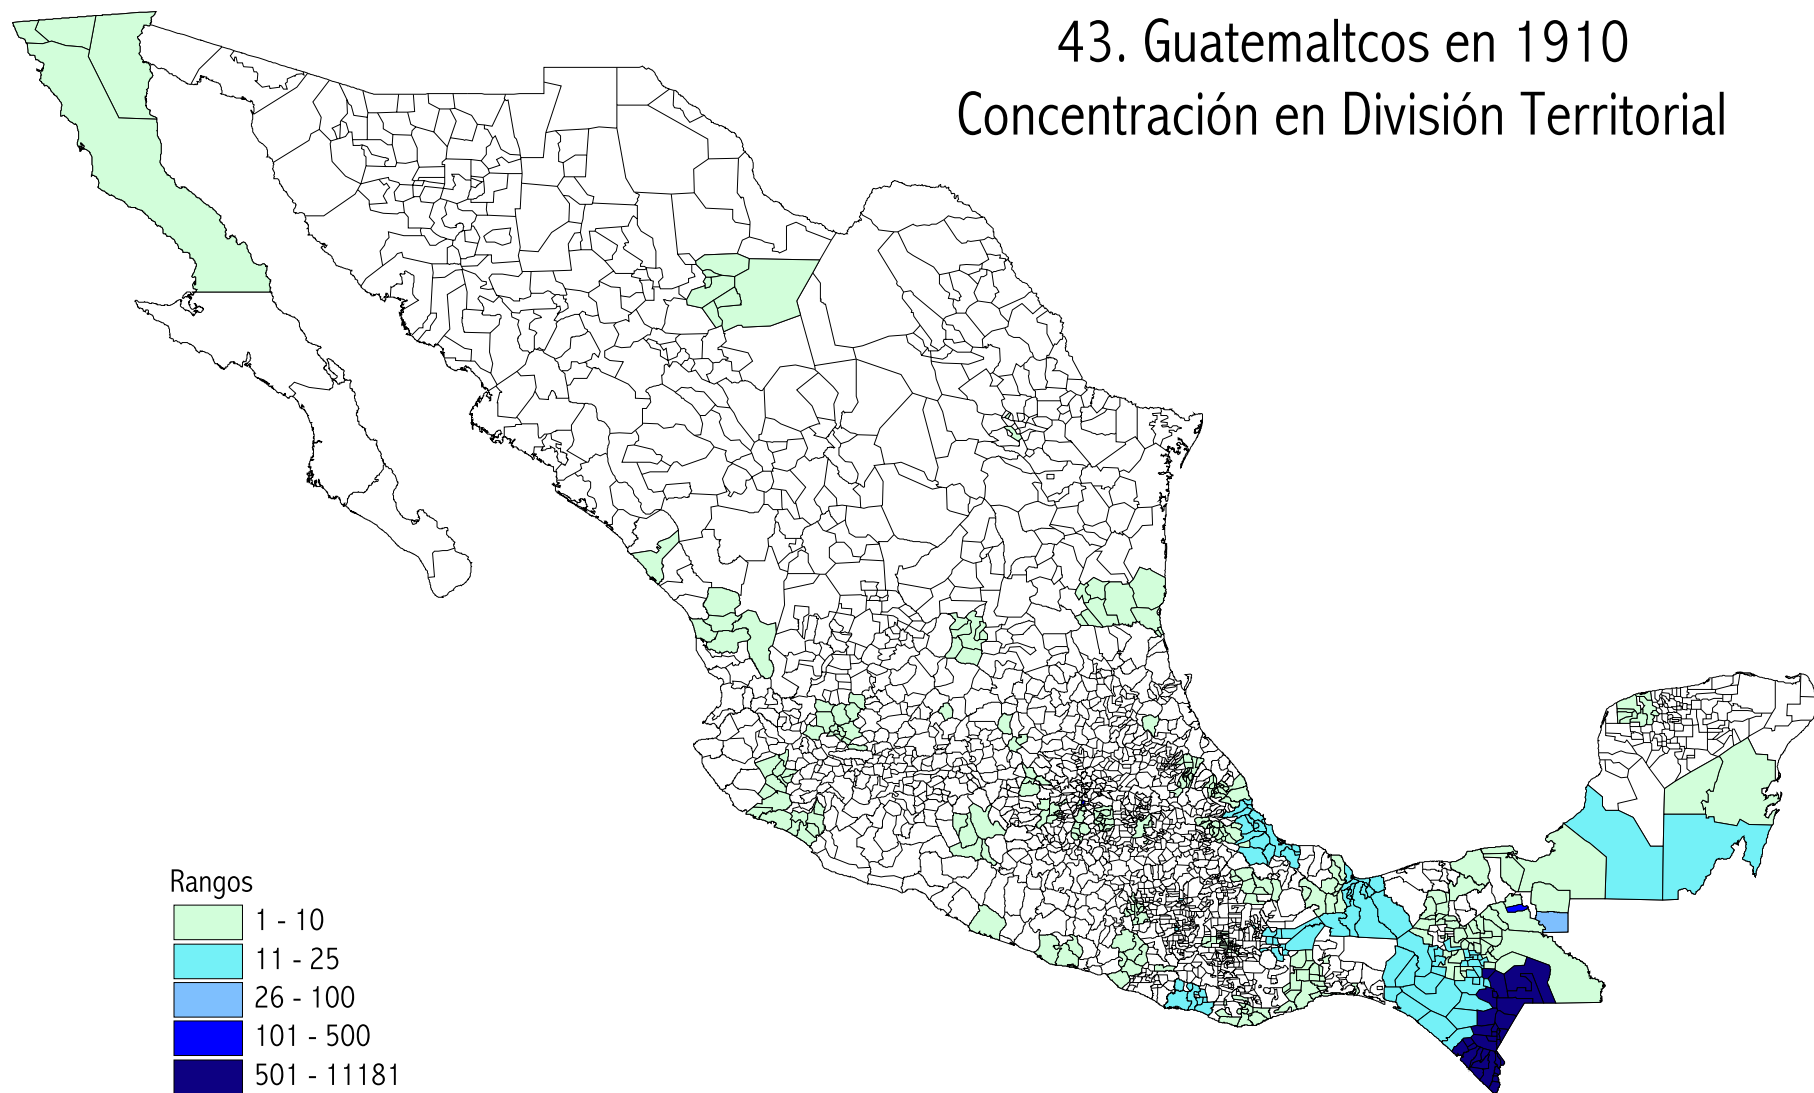 43. Guatemaltcos en 1910
Concentración en División Territorial
Rangos
1 - 10
11 - 25
26 - 100
101 - 500
501 - 11181